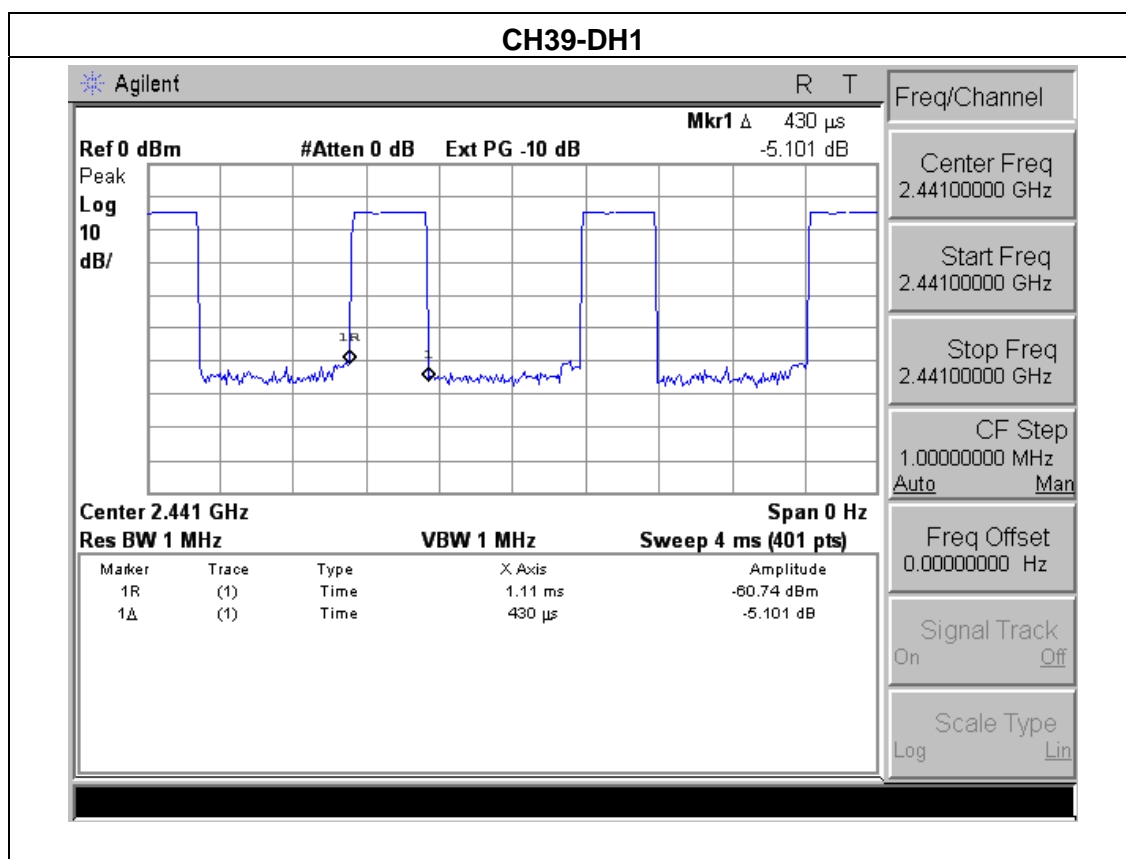 CH39-DH1
Agilent R T
Mkr1 Δ 430 µs
Ref 0 dBm #Atten 0 dB Ext PG -10 dB -5.101 dB
Peak
Log
10
dB/
1R
1
Center 2.441 GHz Span 0 Hz
Res BW 1 MHz VBW 1 MHz Sweep 4 ms (401 pts)
Marker Trace Type X Axis Amplitude
1R (1) Time 1.11 ms -60.74 dBm
1Δ (1) Time 430 µs -5.101 dB
Freq/Channel
Center Freq
2.44100000 GHz
Start Freq
2.44100000 GHz
Stop Freq
2.44100000 GHz
CF Step
1.00000000 MHz
Auto Man
Freq Offset
0.00000000 Hz
Signal Track
On Off
Scale Type
Log Lin